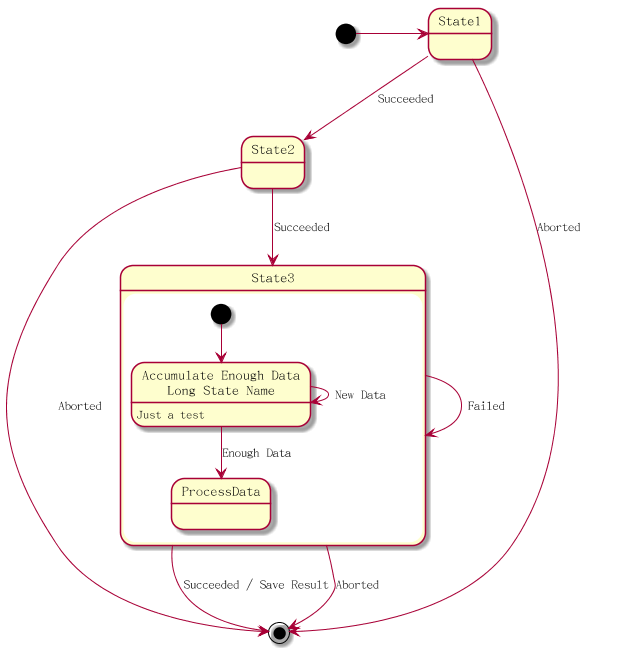 State1
Succeeded
State2
Succeeded
Aborted
State3
Accumulate Enough Data
Long State Name
Just a test
New Data
Aborted
Failed
Enough Data
ProcessData
Succeeded / Save Result
Aborted